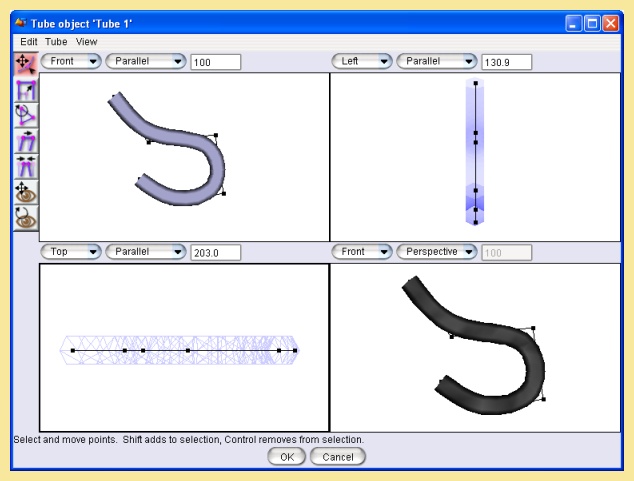 Tube object 'Tube 1'
Edit Tube View
Front Parallel 100 Left Parallel 130.9
Top Parallel 203.0 Front Perspective 100
Select and move points. Shift adds to selection, Control removes from selection.
OK Cancel